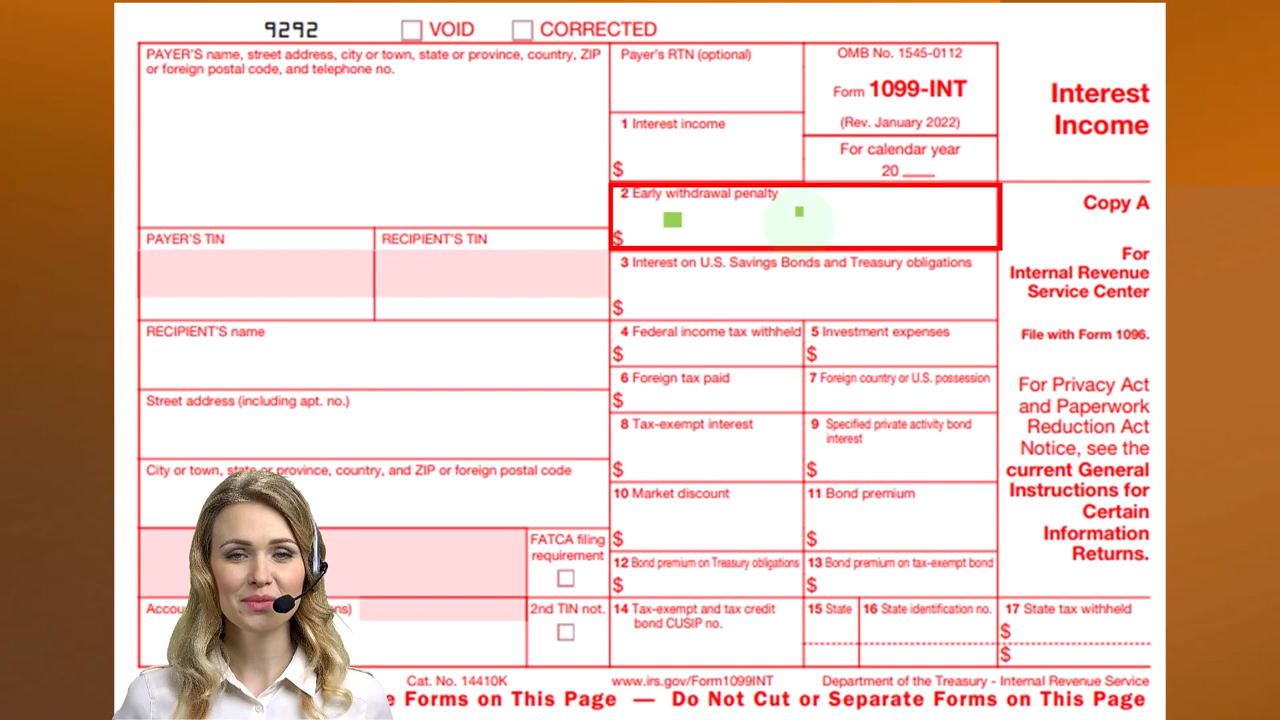 9292 VOID CORRECTED
PAYER'S name, street address, city or town, state or province, country, ZIP
or foreign postal code, and telephone no.
Payer's RTN (optional)
1 Interest income
$
OMB No. 1545-0112
Form 1099-INT
(Rev. January 2022)
For calendar year
20 ____
Interest
Income
2 Early withdrawal penalty
$
Copy A
PAYER'S TIN
RECIPIENT'S TIN
3 Interest on U.S. Savings Bonds and Treasury obligations
$
For
Internal Revenue
Service Center
File with Form 1096.
RECIPIENT'S name
4 Federal income tax withheld
$
5 Investment expenses
$
6 Foreign tax paid
$
7 Foreign country or U.S. possession
For Privacy Act
and Paperwork
Reduction Act
Notice, see the
current General
Instructions for
Certain
Information
Returns.
Street address (including apt. no.)
8 Tax-exempt interest
$
9 Specified private activity bond
interest
$
City or town, state or province, country, and ZIP or foreign postal code
10 Market discount
$
11 Bond premium
$
FATCA filing
requirement
12 Bond premium on Treasury obligations
$
13 Bond premium on tax-exempt bond
$
2nd TIN not.
14 Tax-exempt and tax credit
bond CUSIP no.
15 State
16 State identification no.
17 State tax withheld
$
$
Cat. No. 14410K
www.irs.gov/Form1099INT
Department of the Treasury - Internal Revenue Service
Forms on This Page — Do Not Cut or Separate Forms on This Page